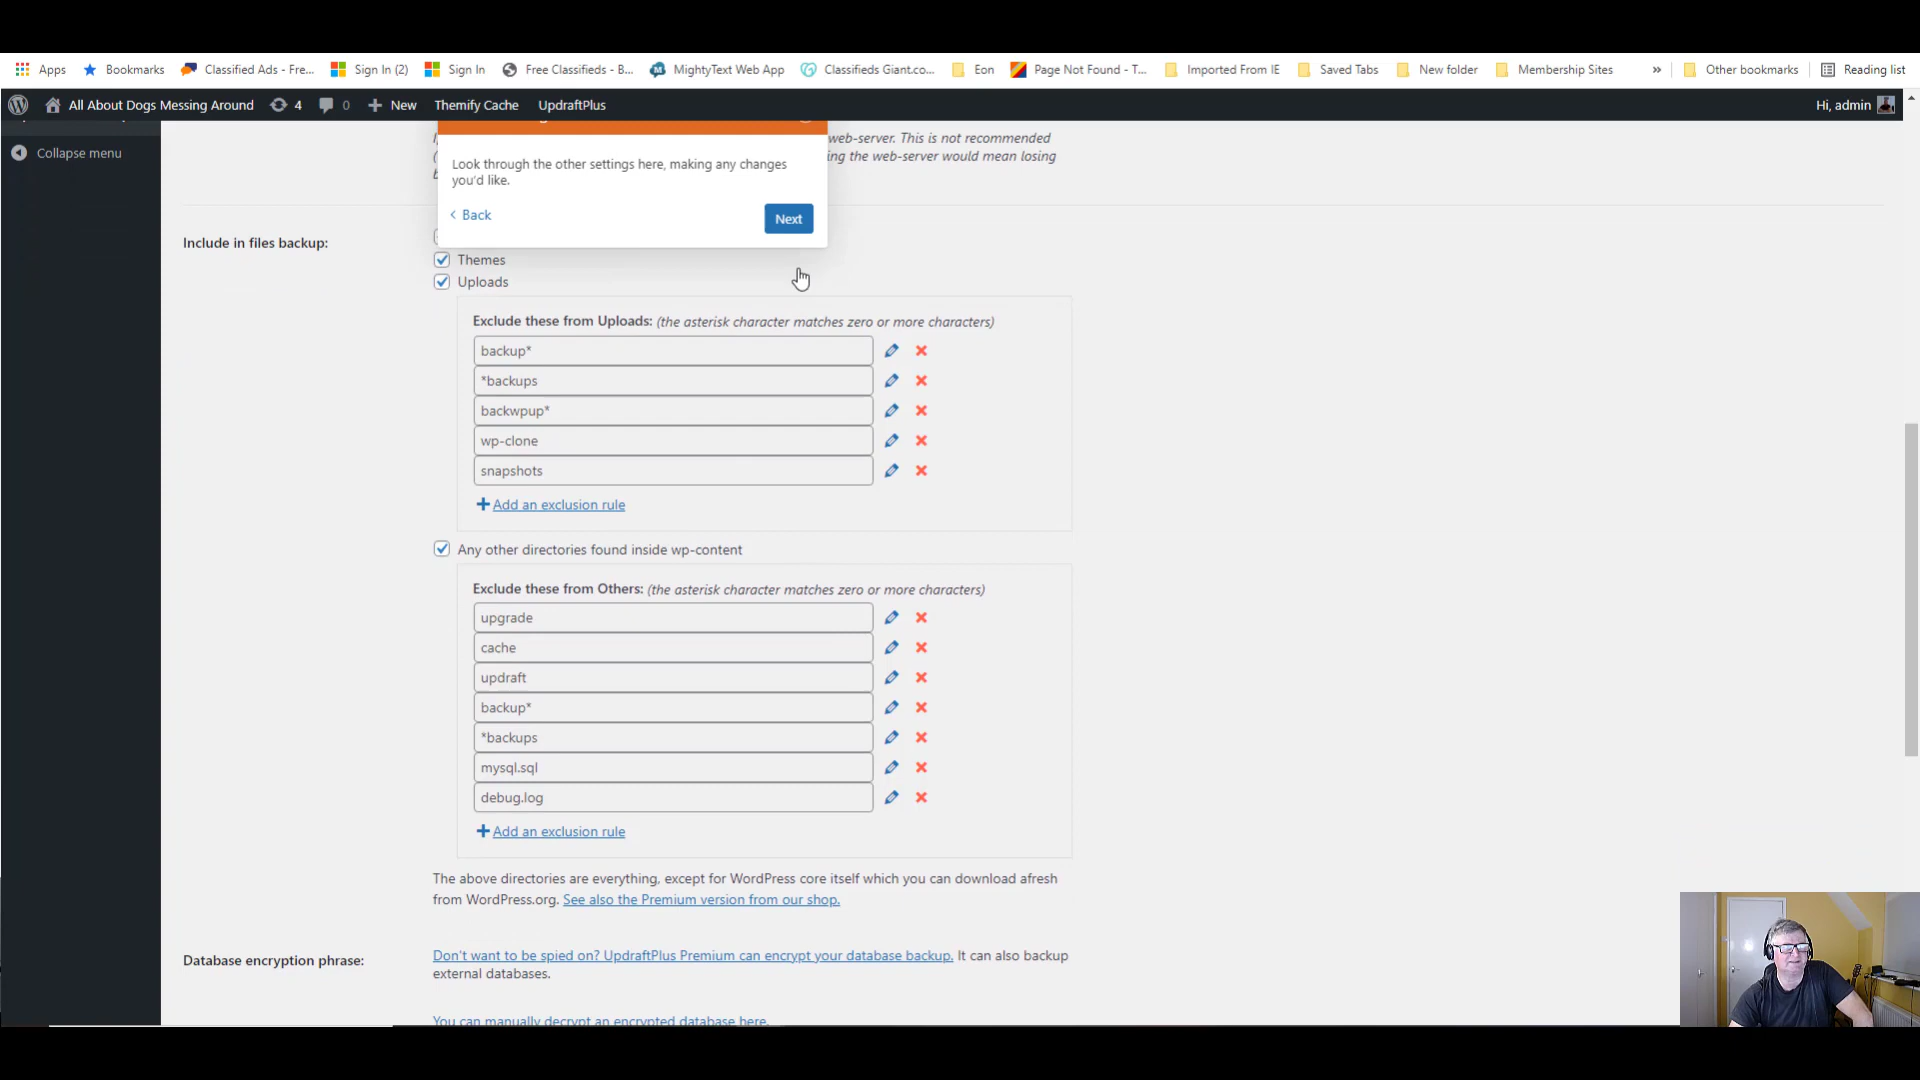 Apps Bookmarks Classified Ads - Fre... Sign In (2) Sign In Free Classifieds - B... MightyText Web App Classifieds Giant.co... Eon Page Not Found - T... Imported From IE Saved Tabs New folder Membership Sites » Other bookmarks Reading list
All About Dogs Messing Around 4 0 + New Themify Cache UpdraftPlus Hi, admin
Collapse menu
web-server. This is not recommended
ing the web-server would mean losing
Look through the other settings here, making any changes
you'd like.
< Back Next
Include in files backup:
Themes
Uploads
Exclude these from Uploads: (the asterisk character matches zero or more characters)
backup*
*backups
backwpup*
wp-clone
snapshots
+ Add an exclusion rule
Any other directories found inside wp-content
Exclude these from Others: (the asterisk character matches zero or more characters)
upgrade
cache
updraft
backup*
*backups
mysql.sql
debug.log
+ Add an exclusion rule
The above directories are everything, except for WordPress core itself which you can download afresh
from WordPress.org. See also the Premium version from our shop.
Database encryption phrase:
Don't want to be spied on? UpdraftPlus Premium can encrypt your database backup. It can also backup
external databases.
You can manually decrypt an encrypted database here.